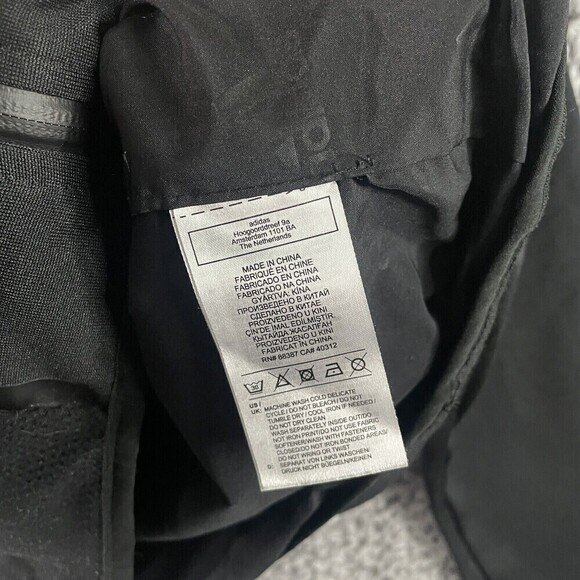 adidas
Hoogoorddreef 9a
Amsterdam 1101 BA
The Netherlands
MADE IN CHINA
FABRIQUÉ EN CHINE
FABRICADO EN CHINA
FABRICADO NA CHINA
GYÁRTVA: KÍNA
ПРОИЗВЕДЕНО В КИТАЙ
СДЕЛАНО В КИТАЕ
PROIZVEDENO U KINI
ÇİN'DE İMAL EDİLMİŞTİR.
КЫТАЙДА ЖАСАЛҒАН
PROIZVEDENO U KINI
FABRICAT ÎN CHINA
RN# 88387 CA# 40312
30
US /
UK: MACHINE WASH COLD DELICATE
CYCLE / DO NOT BLEACH / DO NOT
TUMBLE DRY / COOL IRON IF NEEDED /
DO NOT DRY CLEAN
WASH SEPARATELY INSIDE OUT/DO
NOT IRON PRINT/DO NOT USE FABRIC
SOFTENER/WASH WITH FASTENERS
CLOSED/DO NOT IRON BONDED AREAS/
DO NOT WRING OR TWIST
D: SEPARAT VON LINKS WASCHEN/
DRUCK NICHT BÜGELN/KEINEN